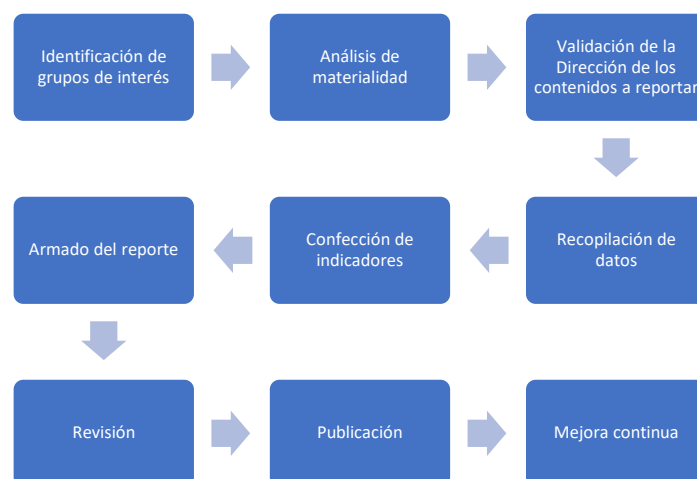 Identificación de
grupos de interés
Análisis de
materialidad
Validación de la
Dirección de los
contenidos a reportar
Recopilación de
datos
Confección de
indicadores
Armado del reporte
Revisión
Publicación
Mejora continua